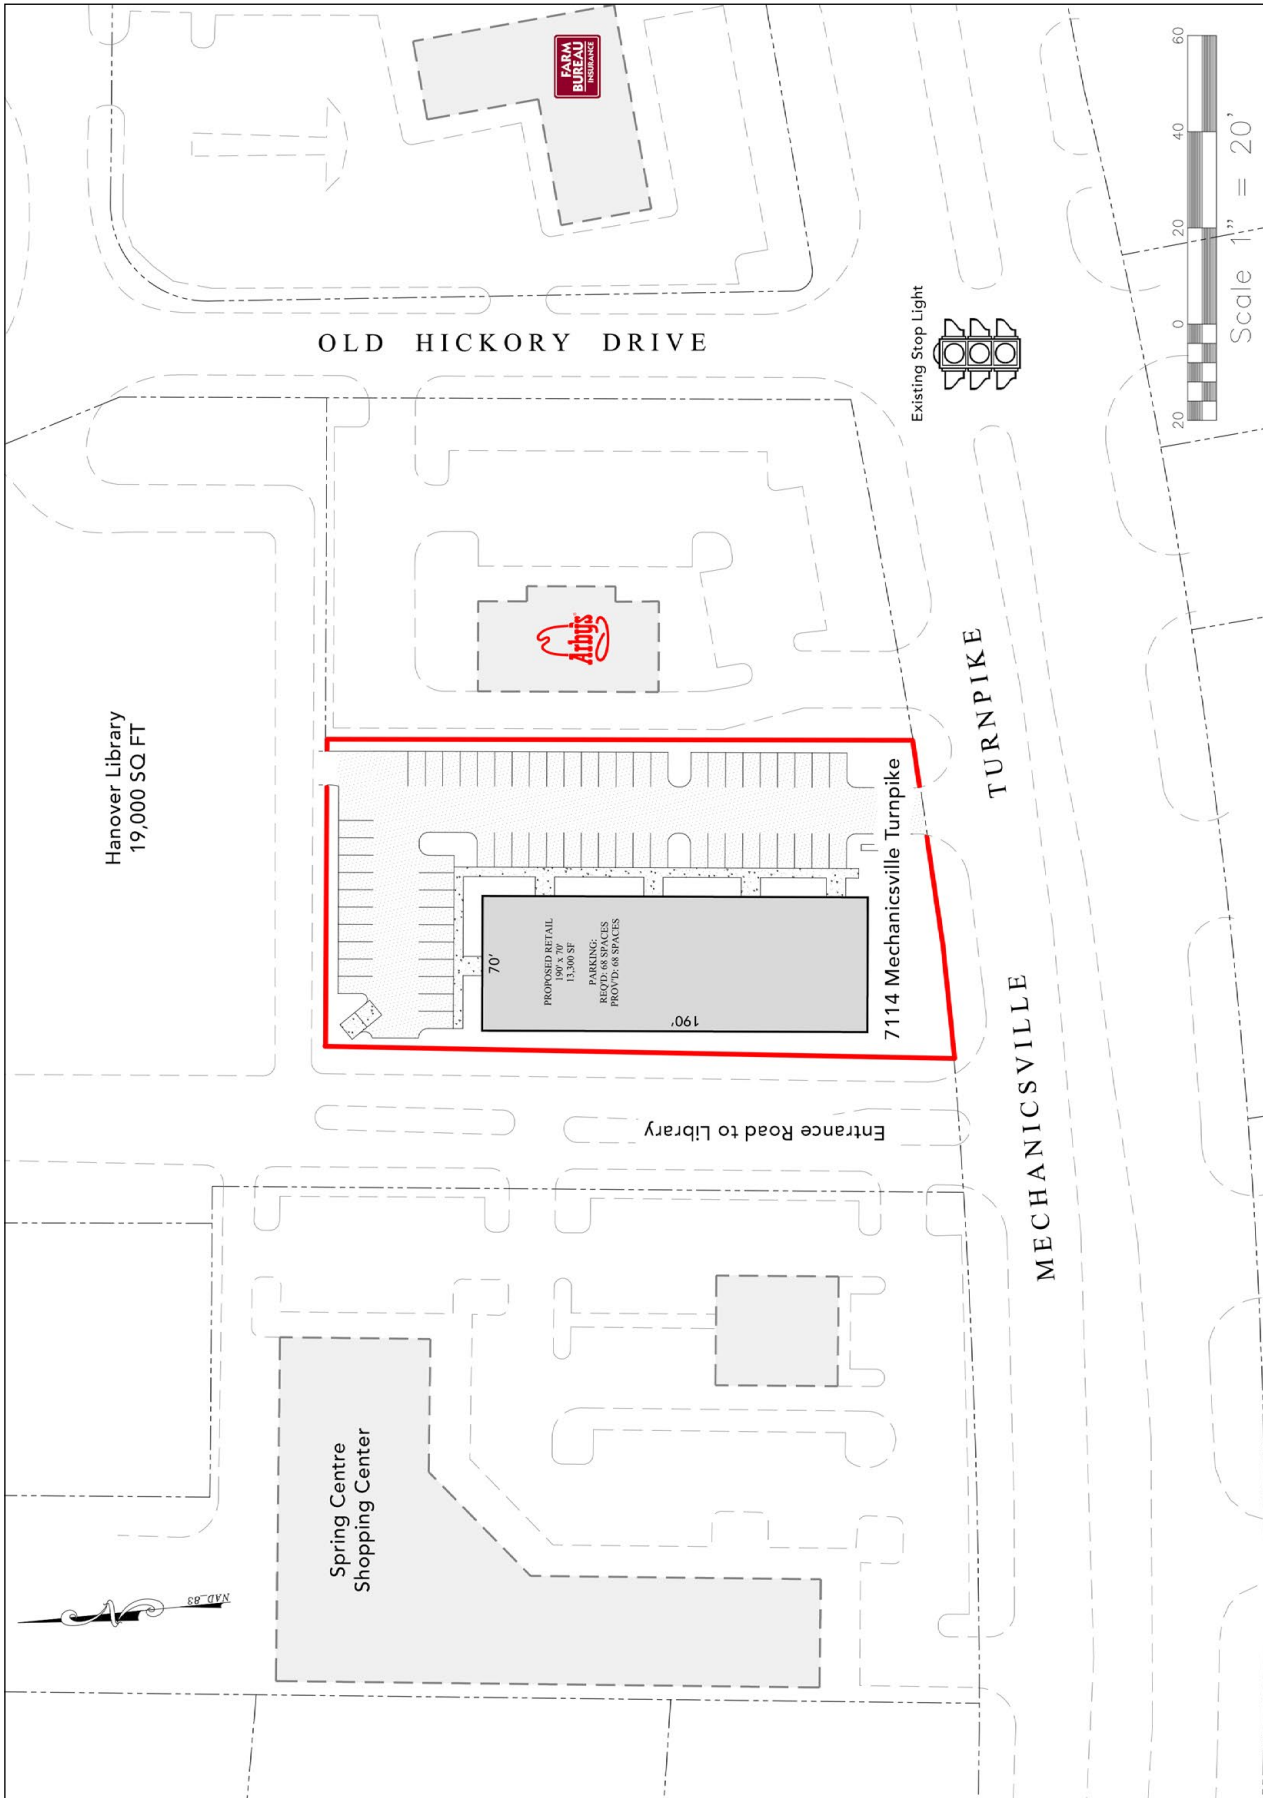 Hanover Library
19,000 SQ FT
FARM
BUREAU
INSURANCE
OLD HICKORY DRIVE
Existing Stop Light
Arby's
TURNPIKE
MECHANICSVILLE
7114 Mechanicsville Turnpike
70'
190'
PROPOSED RETAIL
190' x 70'
13,300 SF
PARKING:
REQ'D: 68 SPACES
PROV'D: 68 SPACES
Entrance Road to Library
Spring Centre
Shopping Center
N
NAD 83
20 0 20 40 60
Scale 1" = 20'